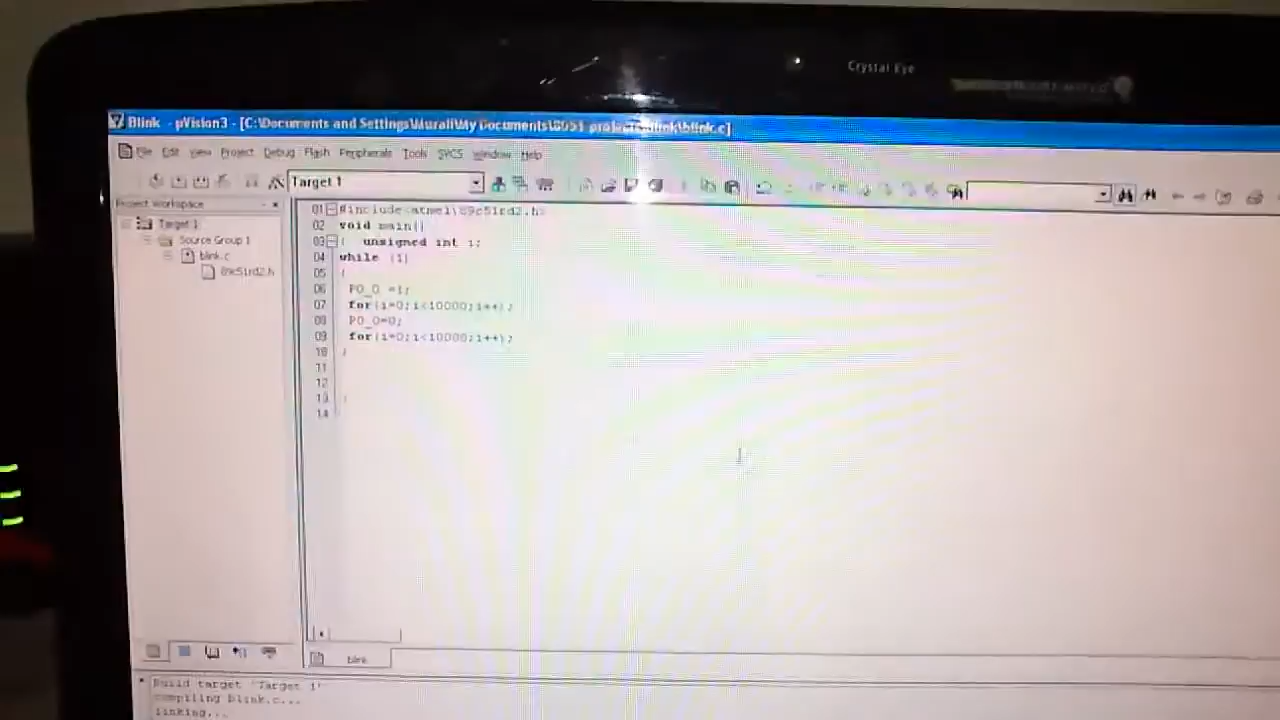 Crystal Eye
Blink - µVision3 - [C:\Documents and Settings\Murali\My Documents\8051 projects\blink\blink.c]
File Edit View Project Debug Flash Peripherals Tools SVCS Window Help
Target 1
Project Workspace
Target 1
Source Group 1
blink.c
89c51rd2.h
01 #include<atmel\89c51rd2.h>
02 void main()
03 { unsigned int i;
04 while (1)
05 {
06 P0_0 =1;
07 for(i=0;i<10000;i++);
08 P0_0=0;
09 for(i=0;i<10000;i++);
10 }
11
12
13 }
14
blink
Build target 'Target 1'
compiling blink.c...
linking...